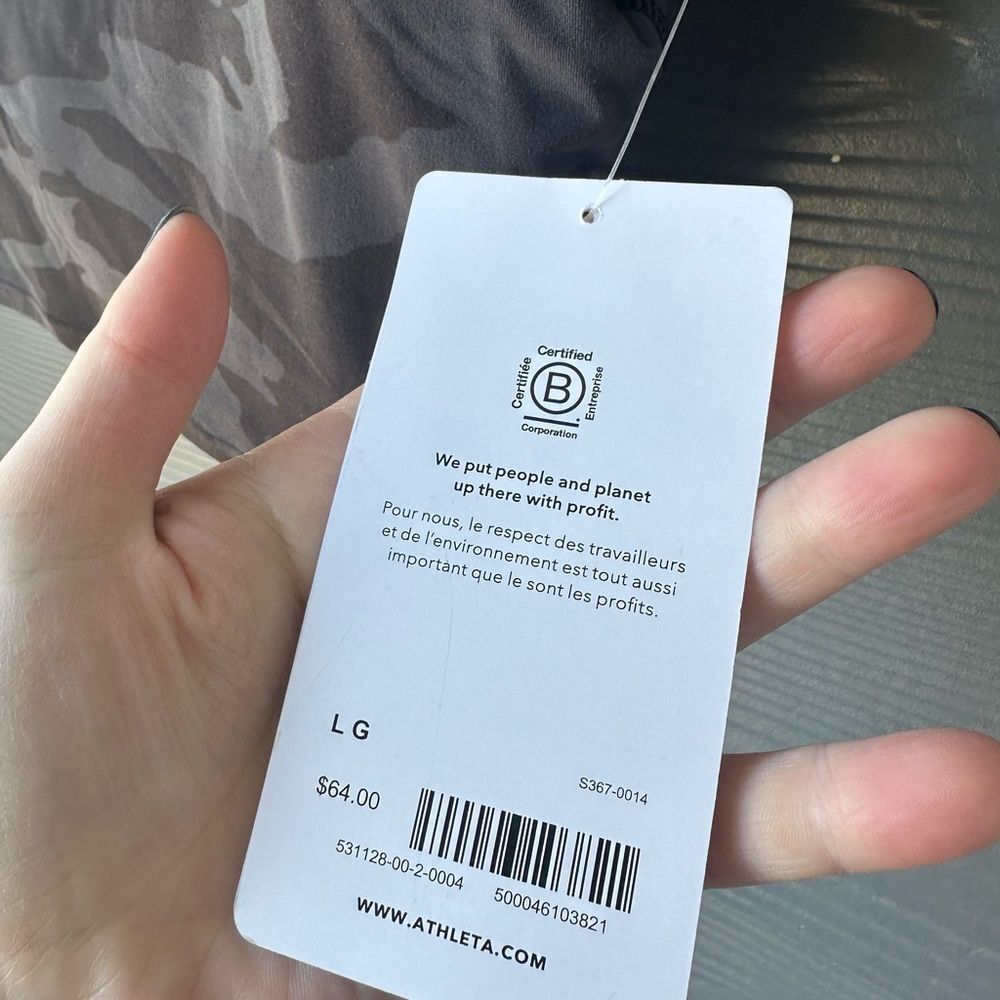 Certified
Certifiée
B
Entreprise
Corporation
We put people and planet
up there with profit.
Pour nous, le respect des travailleurs
et de l'environnement est tout aussi
important que le sont les profits.
LG
S367-0014
$64.00
531128-00-2-0004
500046103821
WWW.ATHLETA.COM